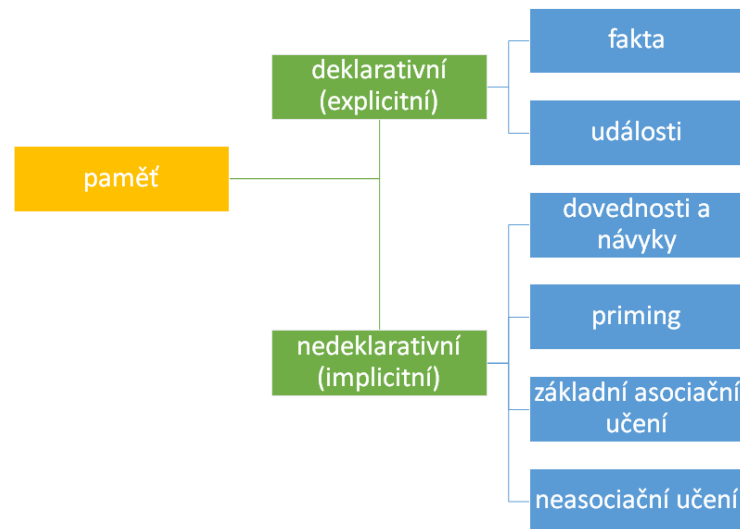 paměť
deklarativní
(explicitní)
fakta
události
nedeklarativní
(implicitní)
dovednosti a
návyky
priming
základní asociační
učení
neasociační učení